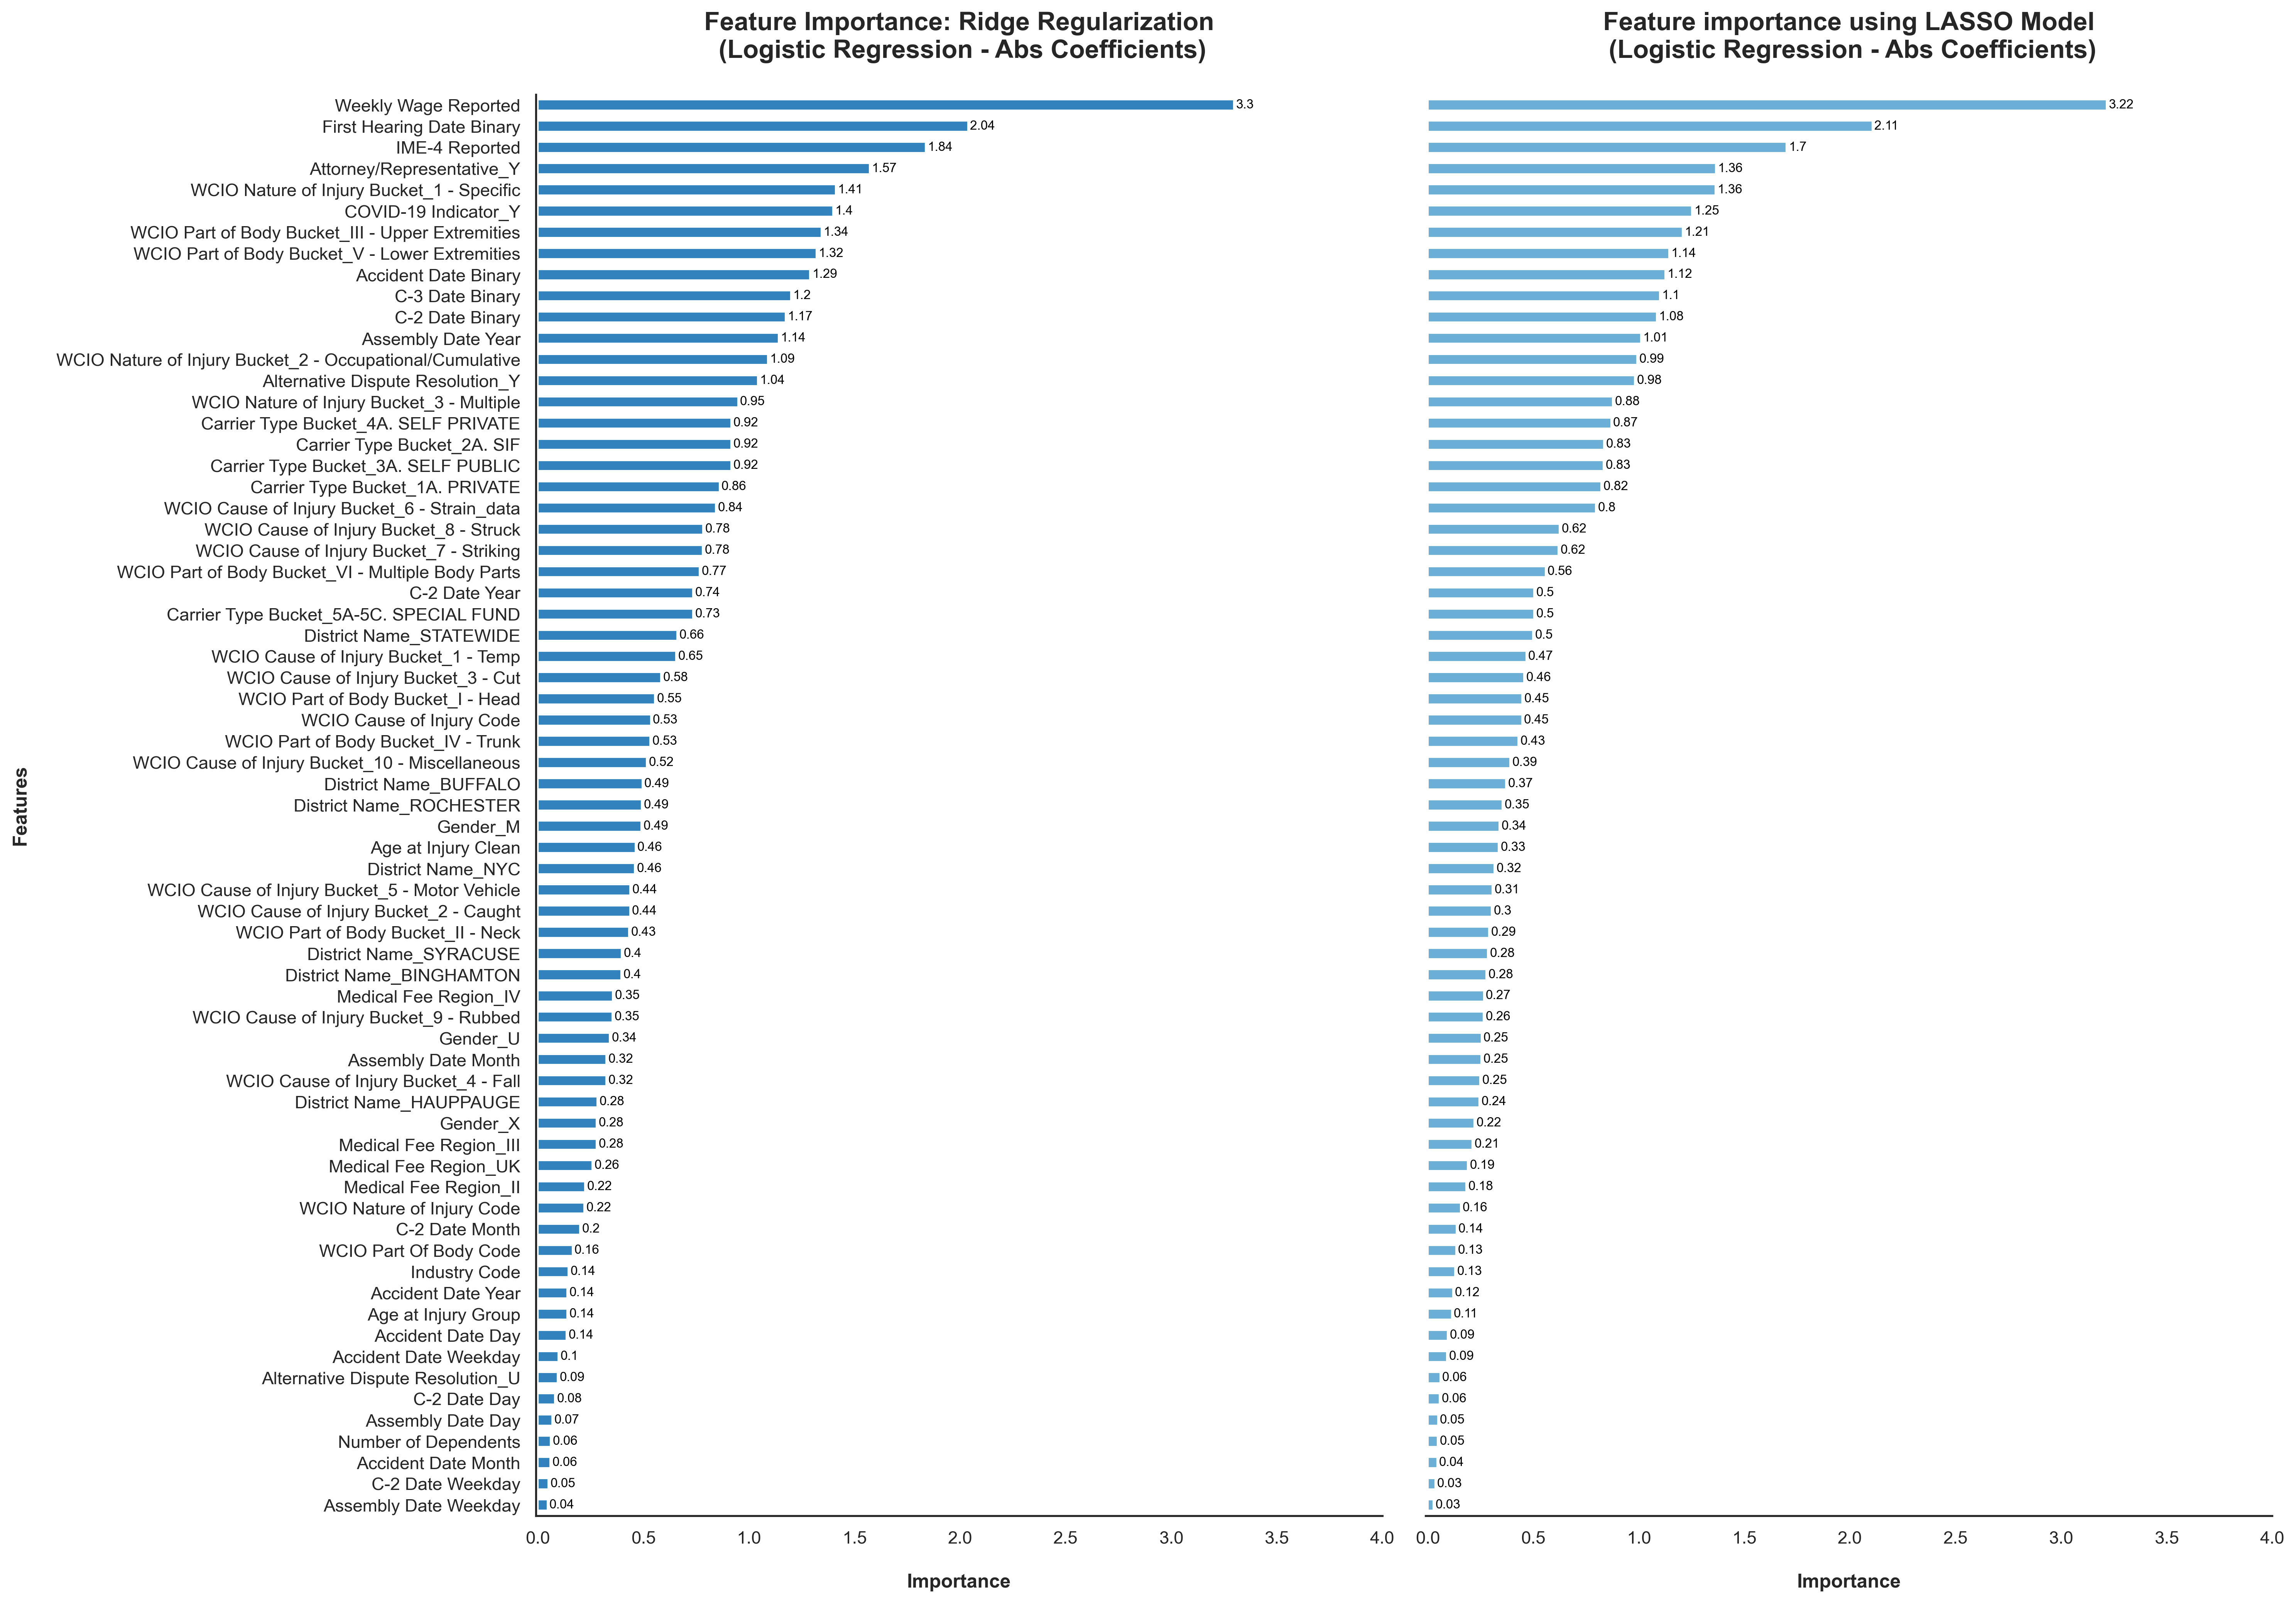 Feature Importance: Ridge Regularization
(Logistic Regression - Abs Coefficients)
Feature importance using LASSO Model
(Logistic Regression - Abs Coefficients)
Features
Weekly Wage Reported 3.3 3.22
First Hearing Date Binary 2.04 2.11
IME-4 Reported 1.84 1.7
Attorney/Representative_Y 1.57 1.36
WCIO Nature of Injury Bucket_1 - Specific 1.41 1.36
COVID-19 Indicator_Y 1.4 1.25
WCIO Part of Body Bucket_III - Upper Extremities 1.34 1.21
WCIO Part of Body Bucket_V - Lower Extremities 1.32 1.14
Accident Date Binary 1.29 1.12
C-3 Date Binary 1.2 1.1
C-2 Date Binary 1.17 1.08
Assembly Date Year 1.14 1.01
WCIO Nature of Injury Bucket_2 - Occupational/Cumulative 1.09 0.99
Alternative Dispute Resolution_Y 1.04 0.98
WCIO Nature of Injury Bucket_3 - Multiple 0.95 0.88
Carrier Type Bucket_4A. SELF PRIVATE 0.92 0.87
Carrier Type Bucket_2A. SIF 0.92 0.83
Carrier Type Bucket_3A. SELF PUBLIC 0.92 0.83
Carrier Type Bucket_1A. PRIVATE 0.86 0.82
WCIO Cause of Injury Bucket_6 - Strain_data 0.84 0.8
WCIO Cause of Injury Bucket_8 - Struck 0.78 0.62
WCIO Cause of Injury Bucket_7 - Striking 0.78 0.62
WCIO Part of Body Bucket_VI - Multiple Body Parts 0.77 0.56
C-2 Date Year 0.74 0.5
Carrier Type Bucket_5A-5C. SPECIAL FUND 0.73 0.5
District Name_STATEWIDE 0.66 0.5
WCIO Cause of Injury Bucket_1 - Temp 0.65 0.47
WCIO Cause of Injury Bucket_3 - Cut 0.58 0.46
WCIO Part of Body Bucket_I - Head 0.55 0.45
WCIO Cause of Injury Code 0.53 0.45
WCIO Part of Body Bucket_IV - Trunk 0.53 0.43
WCIO Cause of Injury Bucket_10 - Miscellaneous 0.52 0.39
District Name_BUFFALO 0.49 0.37
District Name_ROCHESTER 0.49 0.35
Gender_M 0.49 0.34
Age at Injury Clean 0.46 0.33
District Name_NYC 0.46 0.32
WCIO Cause of Injury Bucket_5 - Motor Vehicle 0.44 0.31
WCIO Cause of Injury Bucket_2 - Caught 0.44 0.3
WCIO Part of Body Bucket_II - Neck 0.43 0.29
District Name_SYRACUSE 0.4 0.28
District Name_BINGHAMTON 0.4 0.28
Medical Fee Region_IV 0.35 0.27
WCIO Cause of Injury Bucket_9 - Rubbed 0.35 0.26
Gender_U 0.34 0.25
Assembly Date Month 0.32 0.25
WCIO Cause of Injury Bucket_4 - Fall 0.32 0.25
District Name_HAUPPAUGE 0.28 0.24
Gender_X 0.28 0.22
Medical Fee Region_III 0.28 0.21
Medical Fee Region_UK 0.26 0.19
Medical Fee Region_II 0.22 0.18
WCIO Nature of Injury Code 0.22 0.16
C-2 Date Month 0.2 0.14
WCIO Part Of Body Code 0.16 0.13
Industry Code 0.14 0.13
Accident Date Year 0.14 0.12
Age at Injury Group 0.14 0.11
Accident Date Day 0.14 0.09
Accident Date Weekday 0.1 0.09
Alternative Dispute Resolution_U 0.09 0.06
C-2 Date Day 0.08 0.06
Assembly Date Day 0.07 0.05
Number of Dependents 0.06 0.05
Accident Date Month 0.06 0.04
C-2 Date Weekday 0.05 0.03
Assembly Date Weekday 0.04 0.03
0.0 0.5 1.0 1.5 2.0 2.5 3.0 3.5 4.0
0.0 0.5 1.0 1.5 2.0 2.5 3.0 3.5 4.0
Importance
Importance